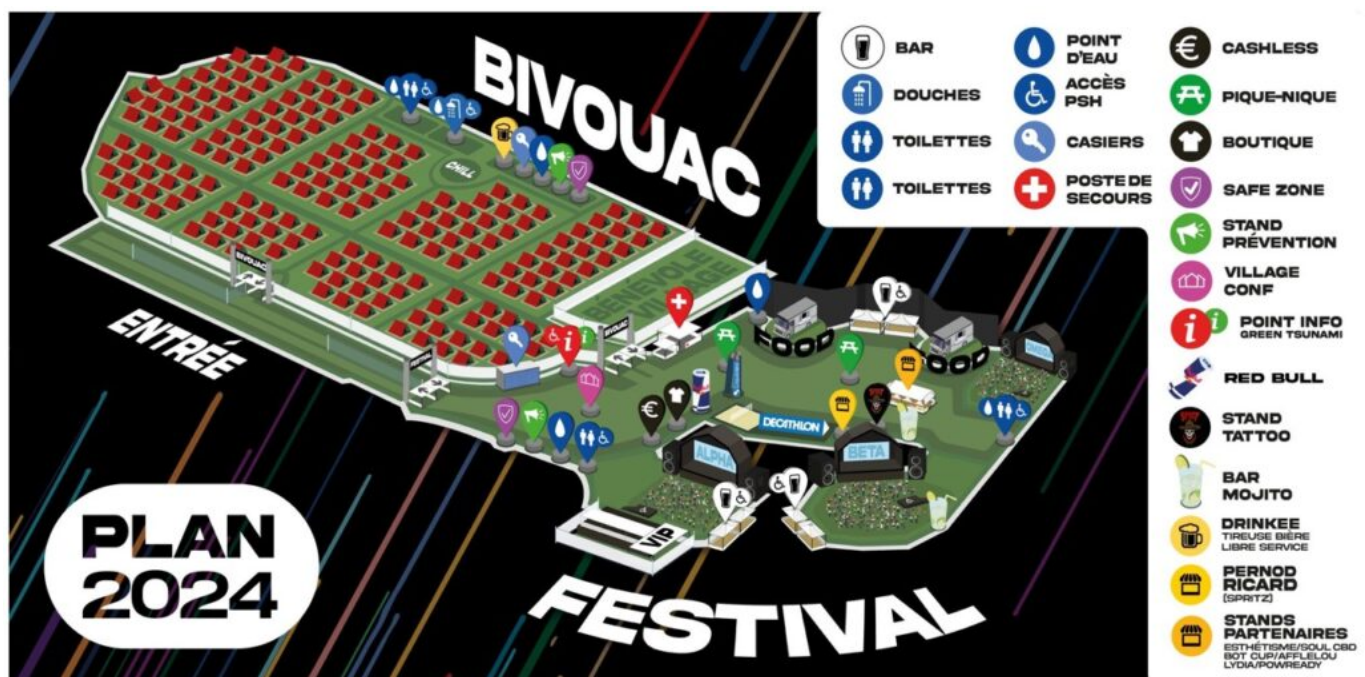 BIVOUAC
CHILL
BIVOUAC
ENTRÉE
BÉNÉVOLE
VILLAGE
BIVOUAC
FESTIVAL
FOOD
FOOD
OMEGA
DECATHLON
ALPHA
BETA
VIP
PLAN
2024
FESTIVAL
BAR
DOUCHES
TOILETTES
TOILETTES
POINT
D'EAU
ACCÈS
PSH
CASIERS
POSTE DE
SECOURS
CASHLESS
PIQUE-NIQUE
BOUTIQUE
SAFE ZONE
STAND
PRÉVENTION
VILLAGE
CONF
POINT INFO
GREEN TSUNAMI
RED BULL
STAND
TATTOO
BAR
MOJITO
DRINKEE
TIREUSE BIÈRE
LIBRE SERVICE
PERNOD
RICARD
(SPRITZ)
STANDS
PARTENAIRES
ESTHÉTISME/SOUL CBD
BOT CUP/AFFLELOU
LYDIA/POWREADY